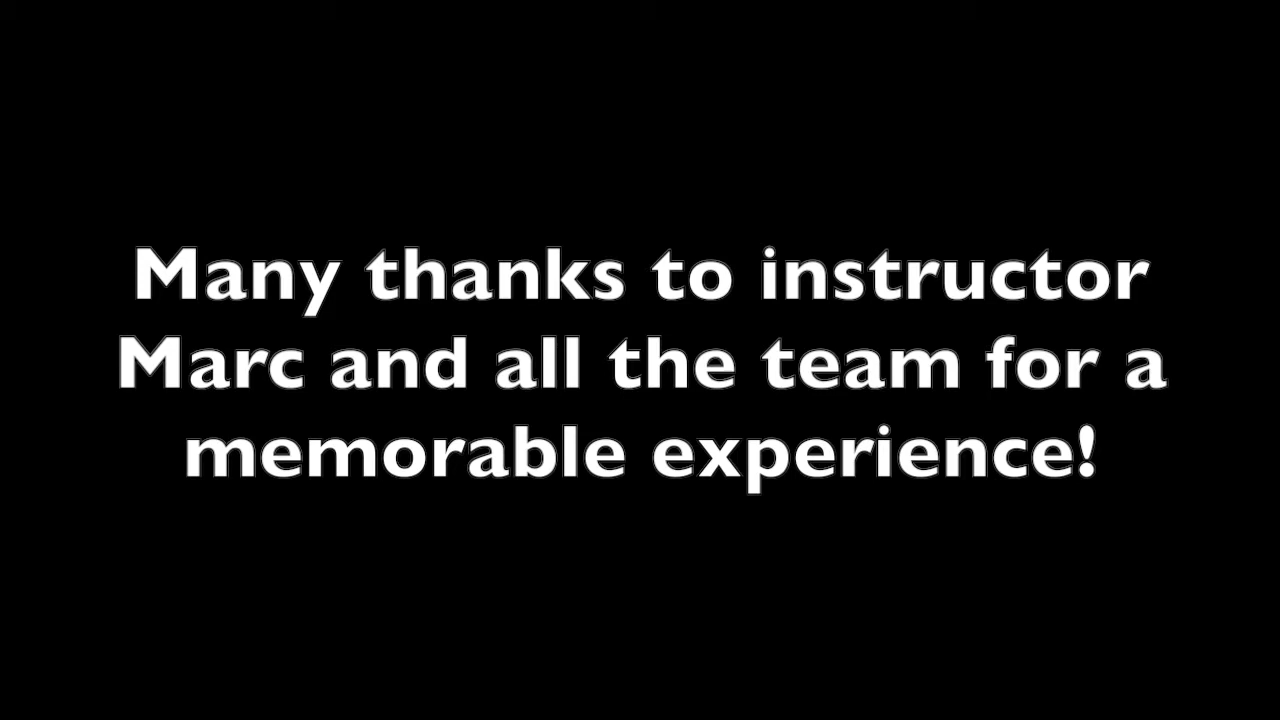 Many thanks to instructor
Marc and all the team for a
memorable experience!